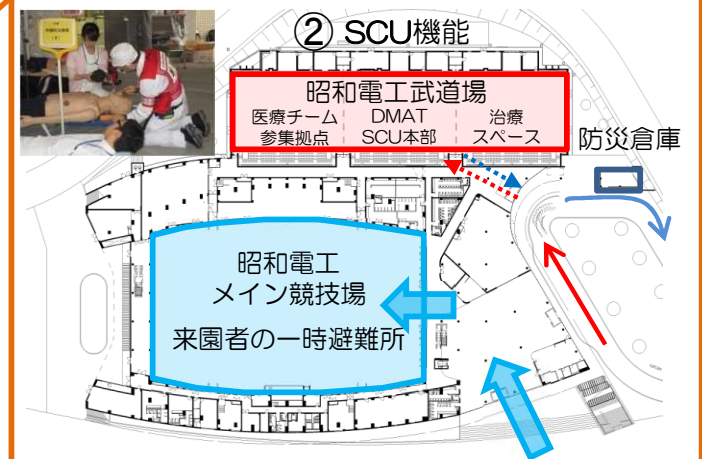 ② SCU機能
昭和電工武道場
医療チーム
参集拠点
DMAT
SCU本部
治療
スペース
防災倉庫
昭和電工
メイン競技場
来園者の一時避難所